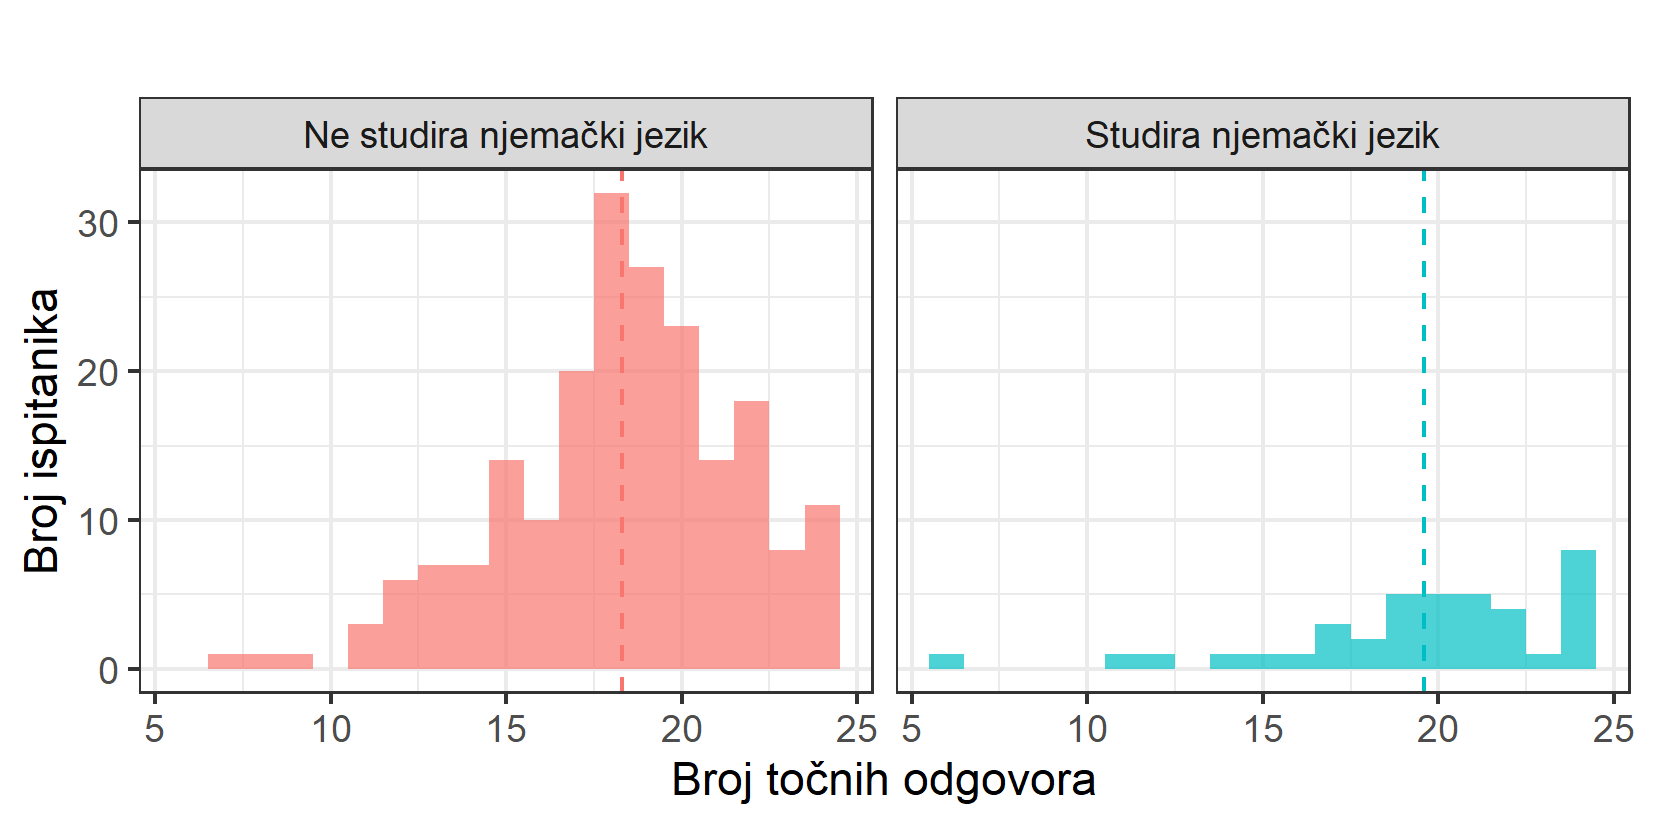 Ne studira njemački jezik
Studira njemački jezik
Broj ispitanika
30
20
10
0
5 10 15 20 25
5 10 15 20 25
Broj točnih odgovora